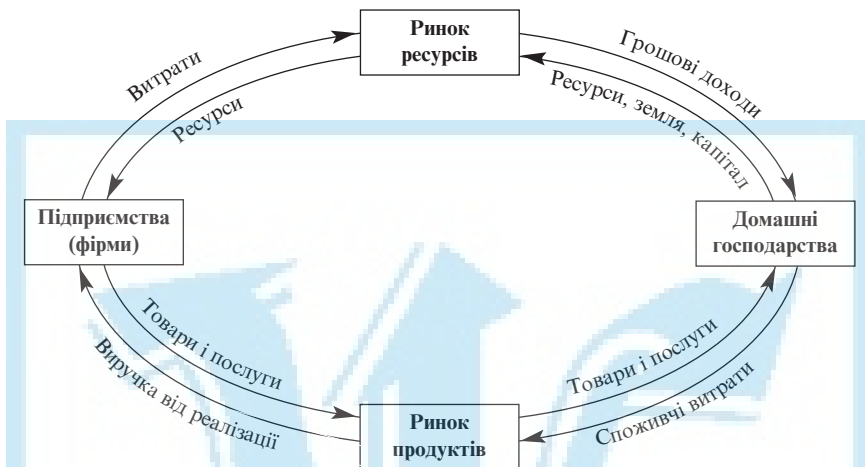 Ринок
ресурсів
Витрати
Грошові доходи
Ресурси
Ресурси, земля, капітал
Підприємства
(фірми)
Домашні
господарства
Товари і послуги
Товари і послуги
Виручка від реалізації
Споживчі витрати
Ринок
продуктів